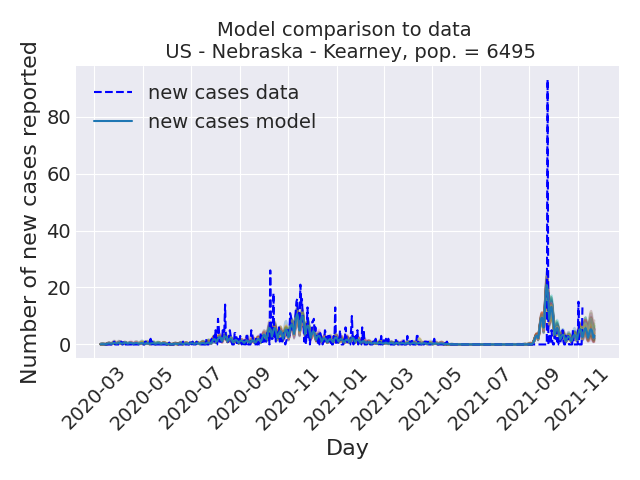 Model comparison to data
US - Nebraska - Kearney, pop. = 6495
Number of new cases reported
80
60
40
20
0
new cases data
new cases model
2020-03
2020-05
2020-07
2020-09
2020-11
2021-01
2021-03
2021-05
2021-07
2021-09
2021-11
Day